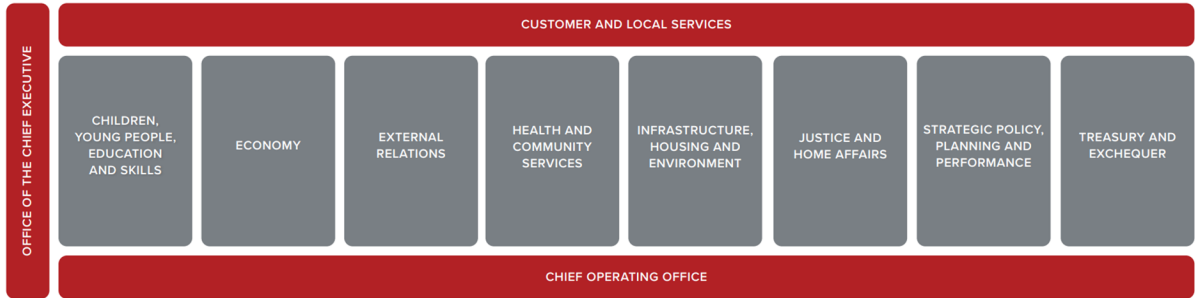 OFFICE OF THE CHIEF EXECUTIVE
CUSTOMER AND LOCAL SERVICES
CHILDREN,
YOUNG PEOPLE,
EDUCATION
AND SKILLS
ECONOMY
EXTERNAL
RELATIONS
HEALTH AND
COMMUNITY
SERVICES
INFRASTRUCTURE,
HOUSING AND
ENVIRONMENT
JUSTICE AND
HOME AFFAIRS
STRATEGIC POLICY,
PLANNING AND
PERFORMANCE
TREASURY AND
EXCHEQUER
CHIEF OPERATING OFFICE